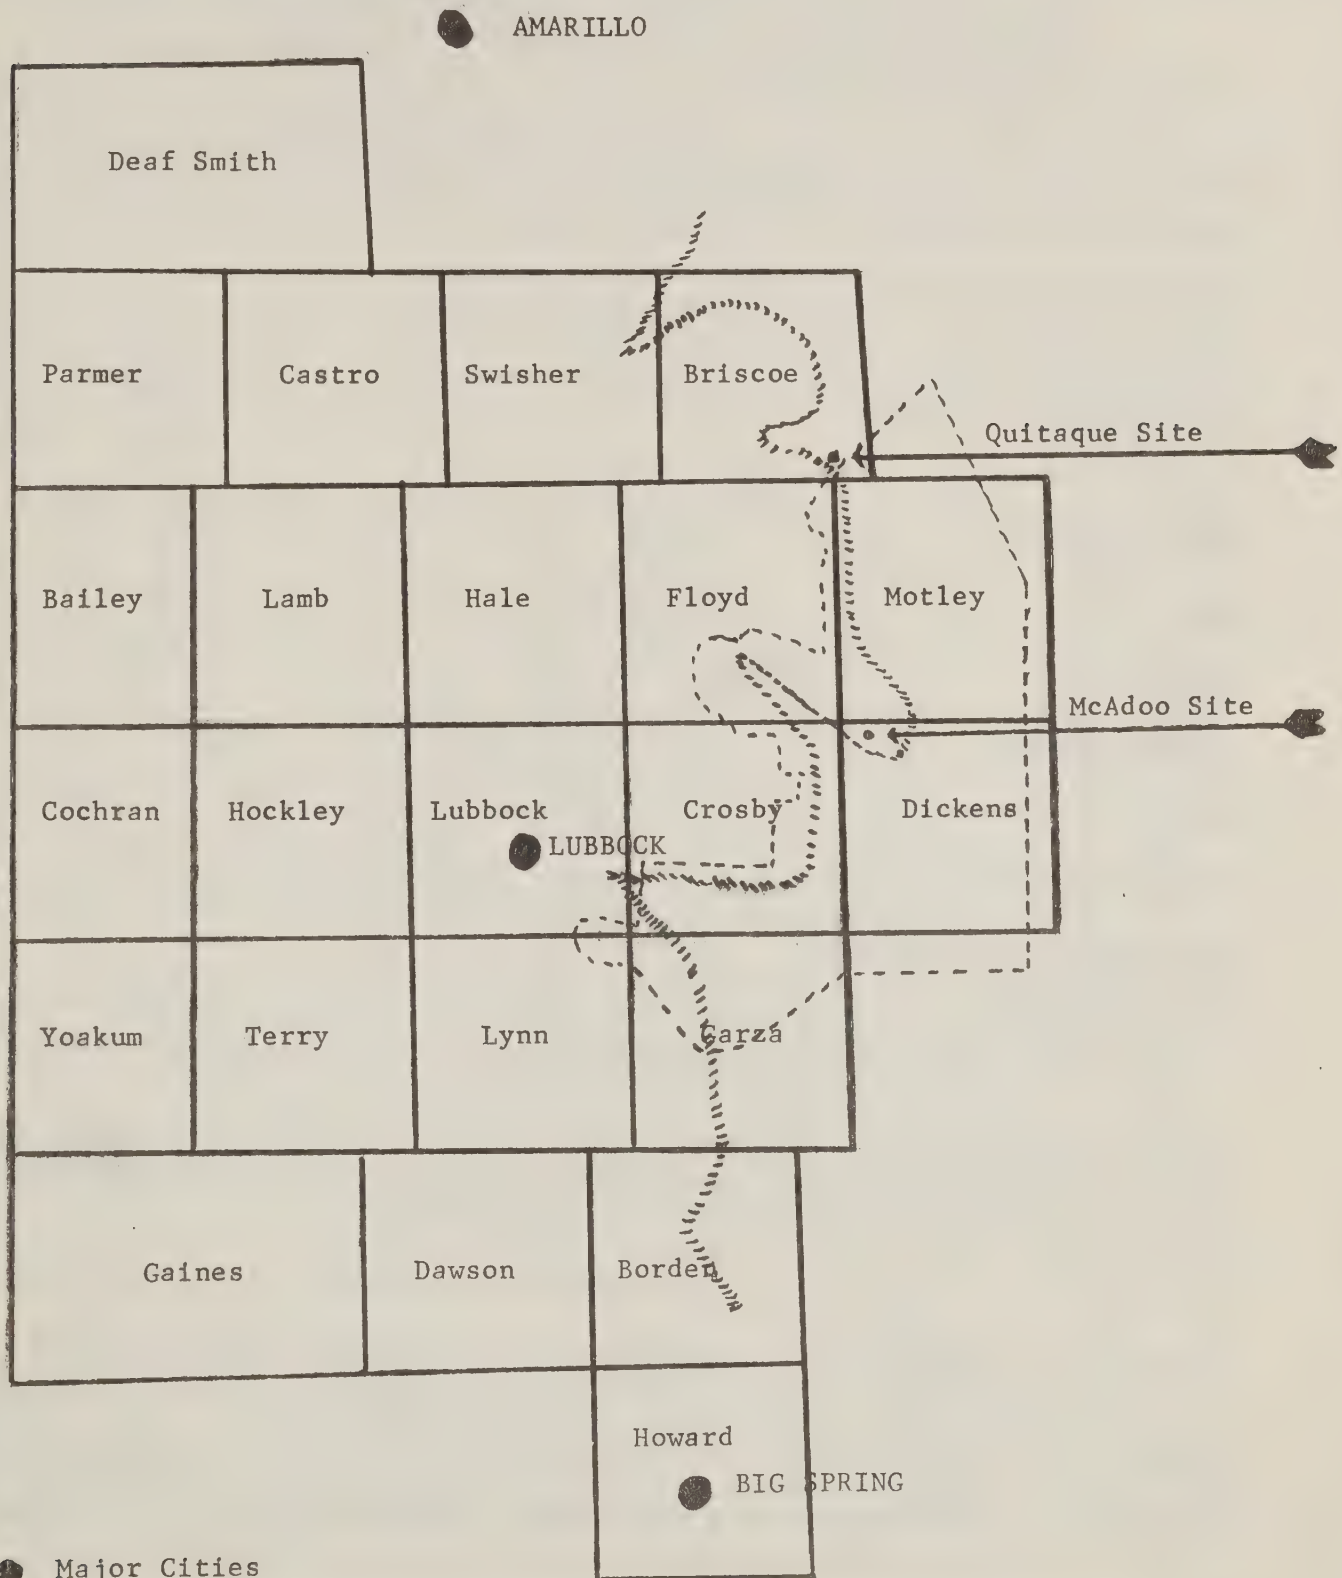 AMARILLO
Deaf Smith
Parmer
Castro
Swisher
Briscoe
Quitaque Site
Bailey
Lamb
Hale
Floyd
Motley
McAdoo Site
Cochran
Hockley
Lubbock
Crosby
Dickens
LUBBOCK
Yoakum
Terry
Lynn
Garza
Gaines
Dawson
Borden
Howard
BIG SPRING
Major Cities